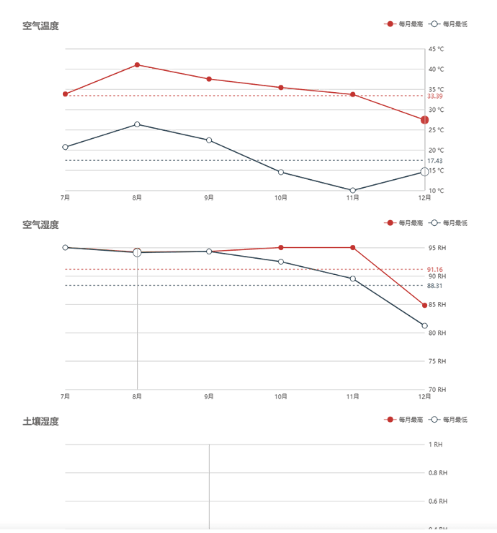 空气温度
每月最高 每月最低
45 °C
40 °C
35 °C
33.39
30 °C
25 °C
20 °C
17.43
15 °C
10 °C
7月 8月 9月 10月 11月 12月
空气湿度
每月最高 每月最低
95 RH
91.16
90 RH
88.31
85 RH
80 RH
75 RH
70 RH
7月 8月 9月 10月 11月 12月
土壤湿度
每月最高 每月最低
1 RH
0.8 RH
0.6 RH
0.4 RH